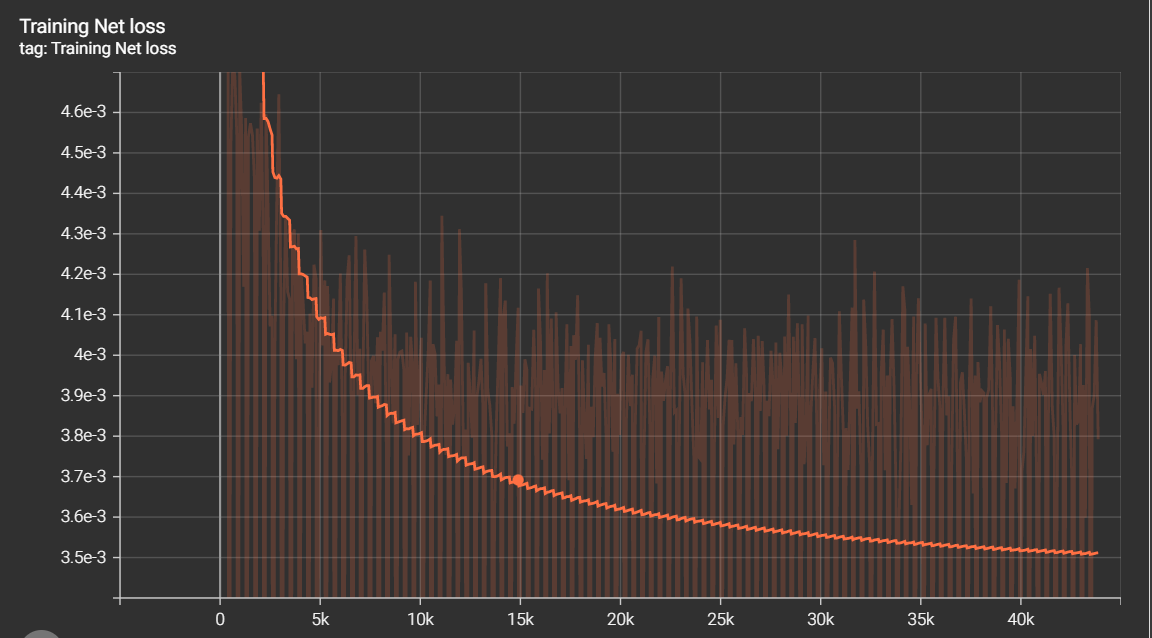 Training Net loss
tag: Training Net loss
4.6e-3
4.5e-3
4.4e-3
4.3e-3
4.2e-3
4.1e-3
4e-3
3.9e-3
3.8e-3
3.7e-3
3.6e-3
3.5e-3
0 5k 10k 15k 20k 25k 30k 35k 40k